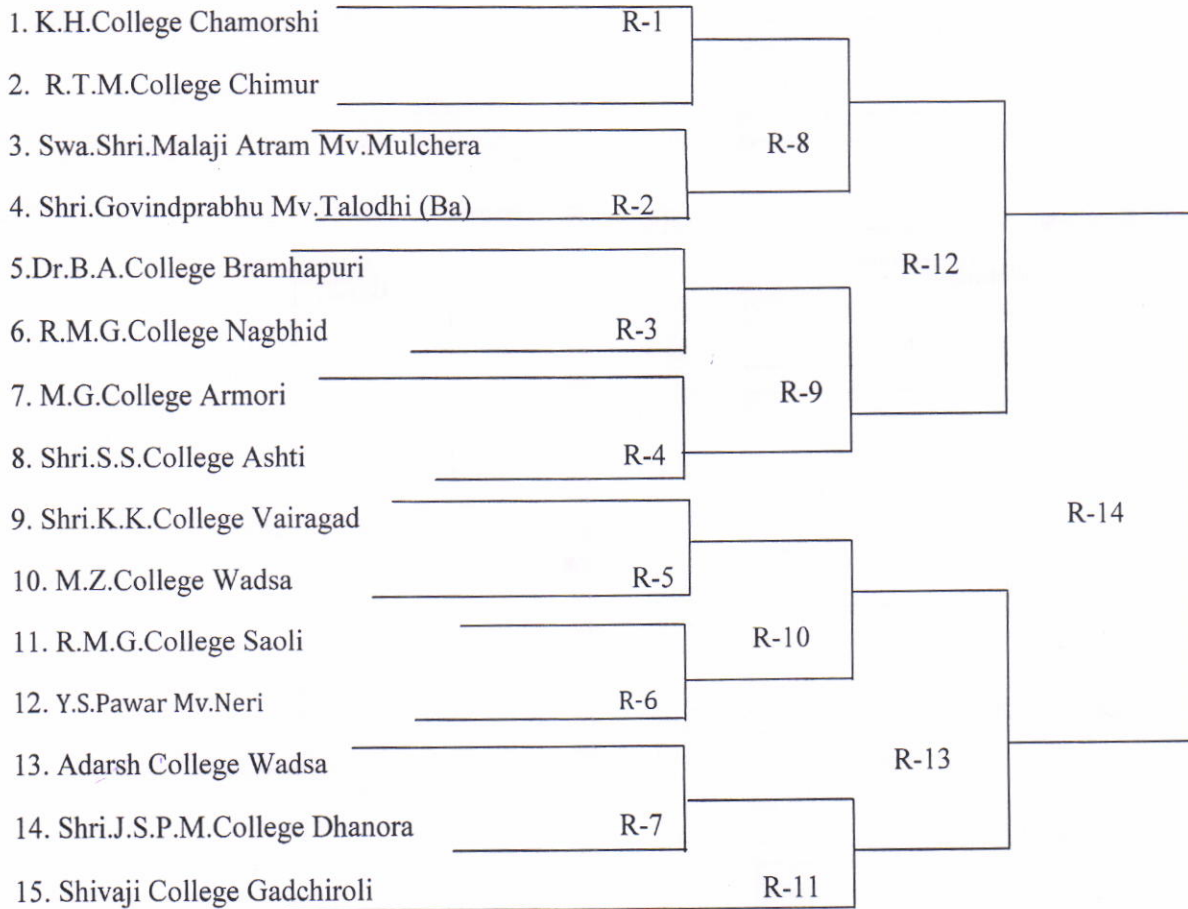 1. K.H.College Chamorshi R-1
2. R.T.M.College Chimur
3. Swa.Shri.Malaji Atram Mv.Mulchera R-8
4. Shri.Govindprabhu Mv.Talodhi (Ba) R-2
5.Dr.B.A.College Bramhapuri R-12
6. R.M.G.College Nagbhid R-3
7. M.G.College Armori R-9
8. Shri.S.S.College Ashti R-4
9. Shri.K.K.College Vairagad R-14
10. M.Z.College Wadsa R-5
11. R.M.G.College Saoli R-10
12. Y.S.Pawar Mv.Neri R-6
13. Adarsh College Wadsa R-13
14. Shri.J.S.P.M.College Dhanora R-7
15. Shivaji College Gadchiroli R-11